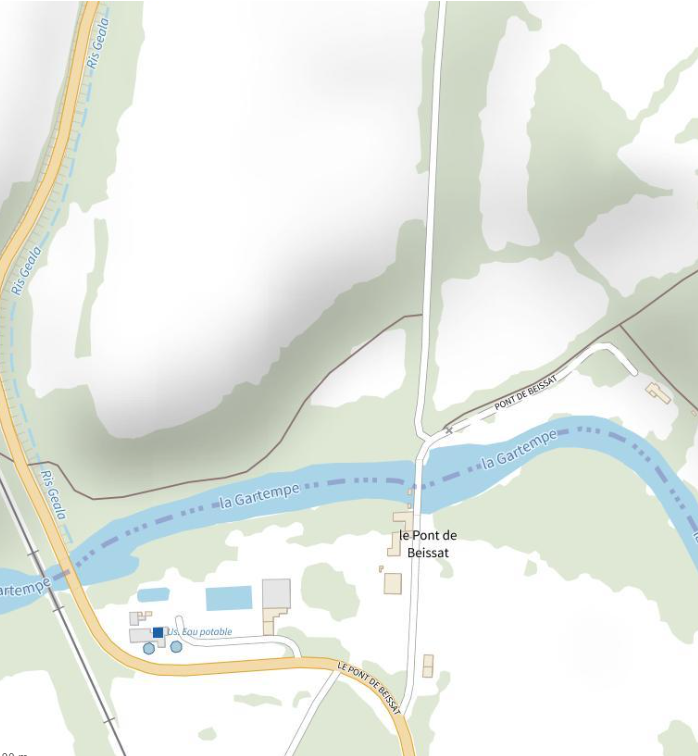 Ris Geala
Ris Geala
PONT DE BEISSAT
la Gartempe
Ris Geala
la Gartempe
le Pont de
Beissat
artempe
Us. Eau potable
LE PONT DE BEISSAT